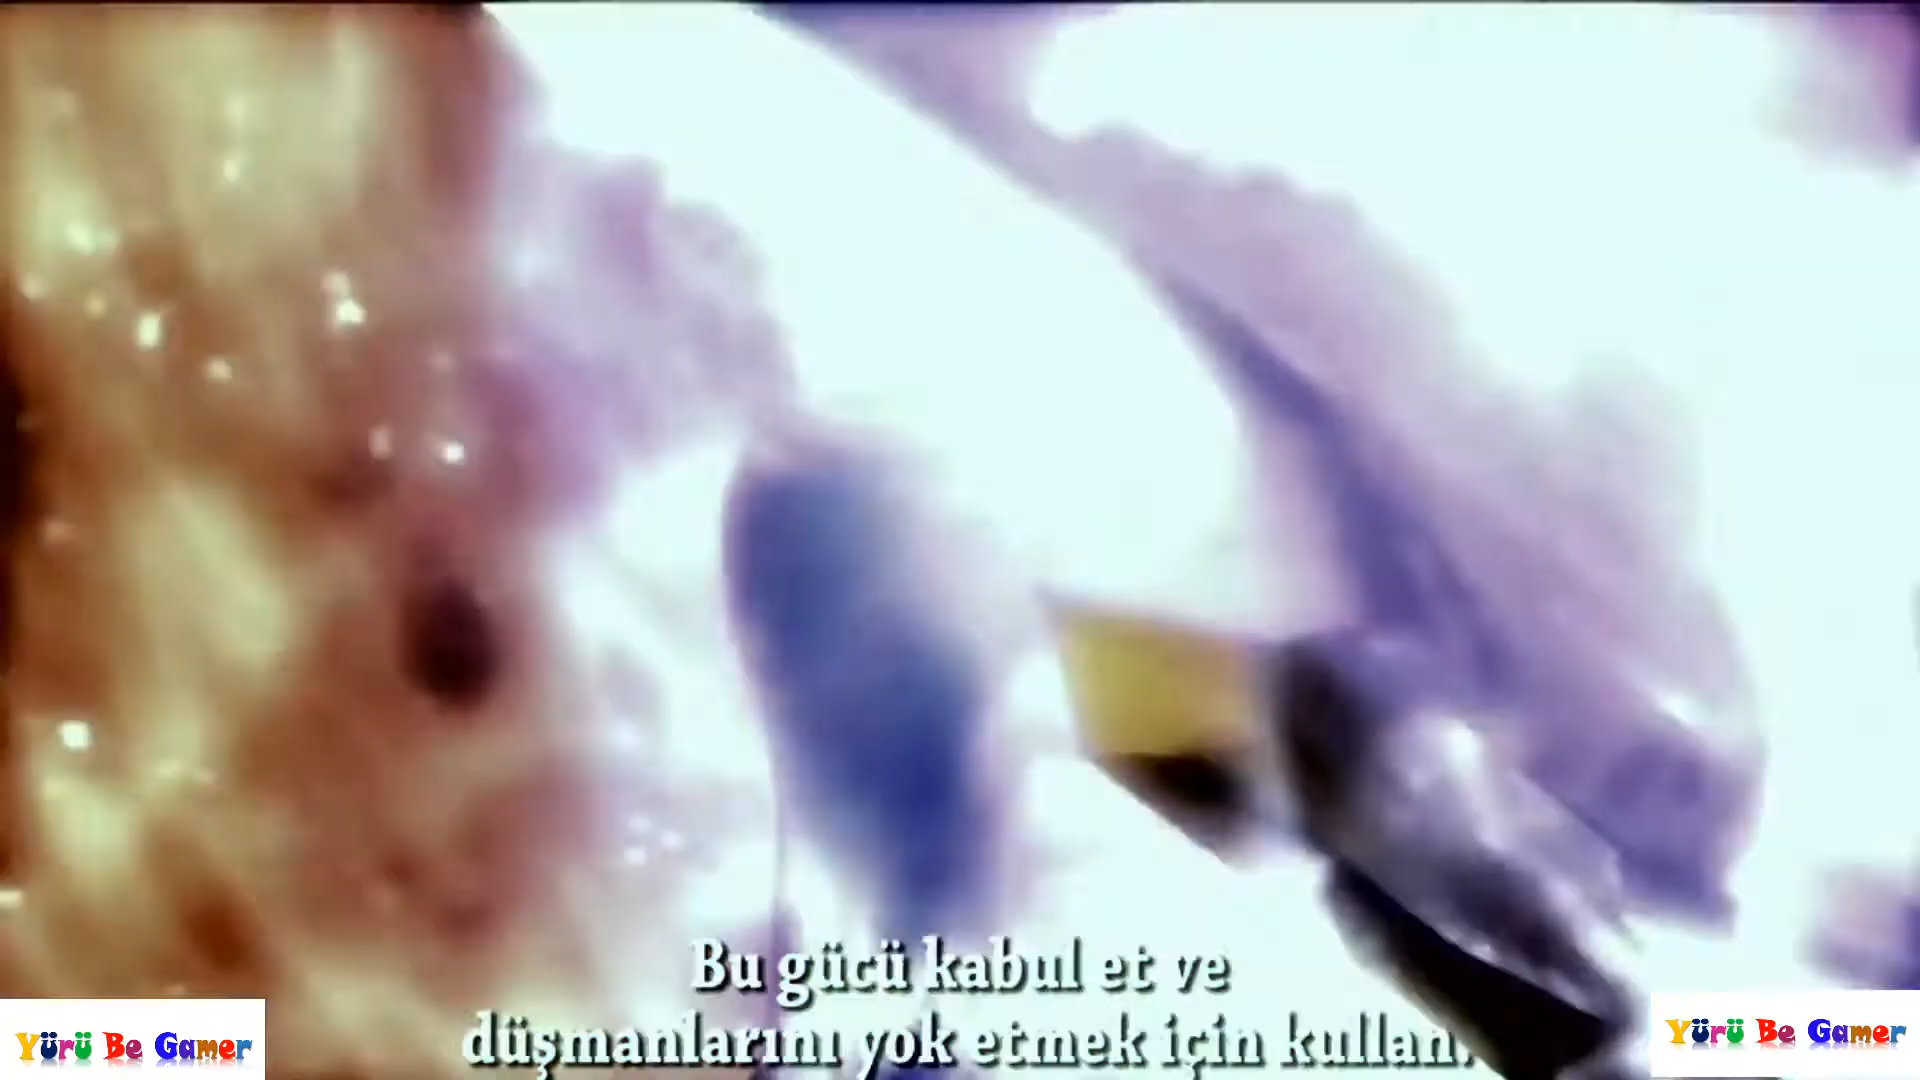 Bu gücü kabul et ve
düşmanlarını yok etmek için kullan.
Yürü Be Gamer
Yürü Be Gamer